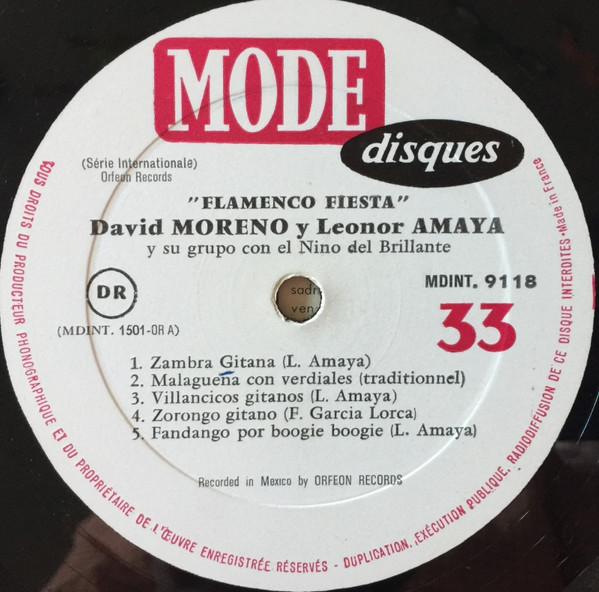 MODE
disques
(Série Internationale)
Orfeon Records
"FLAMENCO FIESTA"
David MORENO y Leonor AMAYA
y su grupo con el Nino del Brillante
DR
MDINT. 9118
(MDINT. 1501-OR A)
33
sadr
ven
1. Zambra Gitana (L. Amaya)
2. Malagueña con verdiales (traditionnel)
3. Villancicos gitanos (L. Amaya)
4. Zorongo gitano (F. Garcia Lorca)
5. Fandango por boogie boogie (L. Amaya)
Recorded in Mexico by ORFEON RECORDS
TOUS DROITS DU PRODUCTEUR PHONOGRAPHIQUE ET DU PROPRIÉTAIRE DE L'ŒUVRE ENREGISTRÉE RÉSERVÉS - DUPLICATION, EXÉCUTION PUBLIQUE, RADIODIFFUSION DE CE DISQUE INTERDITES - Made in France